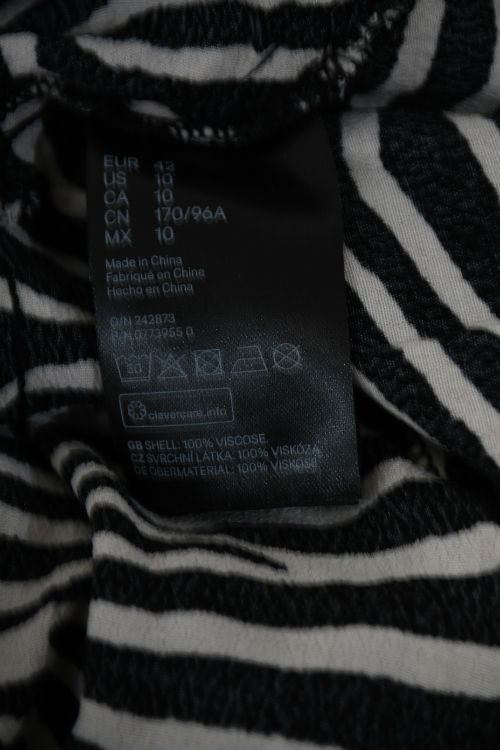 EUR 42
US 10
CA 10
CN 170/96A
MX 10
Made in China
Fabriqué en Chine
Hecho en China
O/N 242873
P/N 0773955 0
30
clevercare.info
GB SHELL: 100% VISCOSE.
CZ SVRCHNÍ LÁTKA: 100% VISKÓZA
DE OBERMATERIAL: 100% VISKOSE